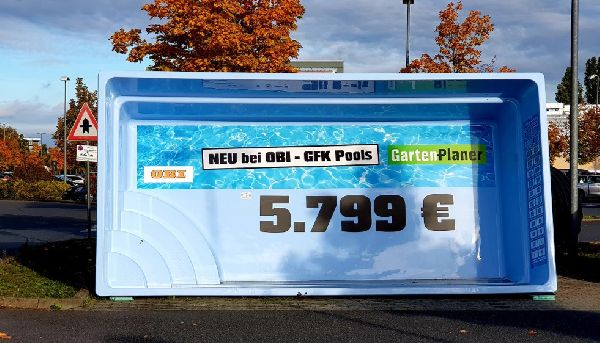 NEU bei OBI - GFK Pools
GartenPlaner
OBI
5.799 €